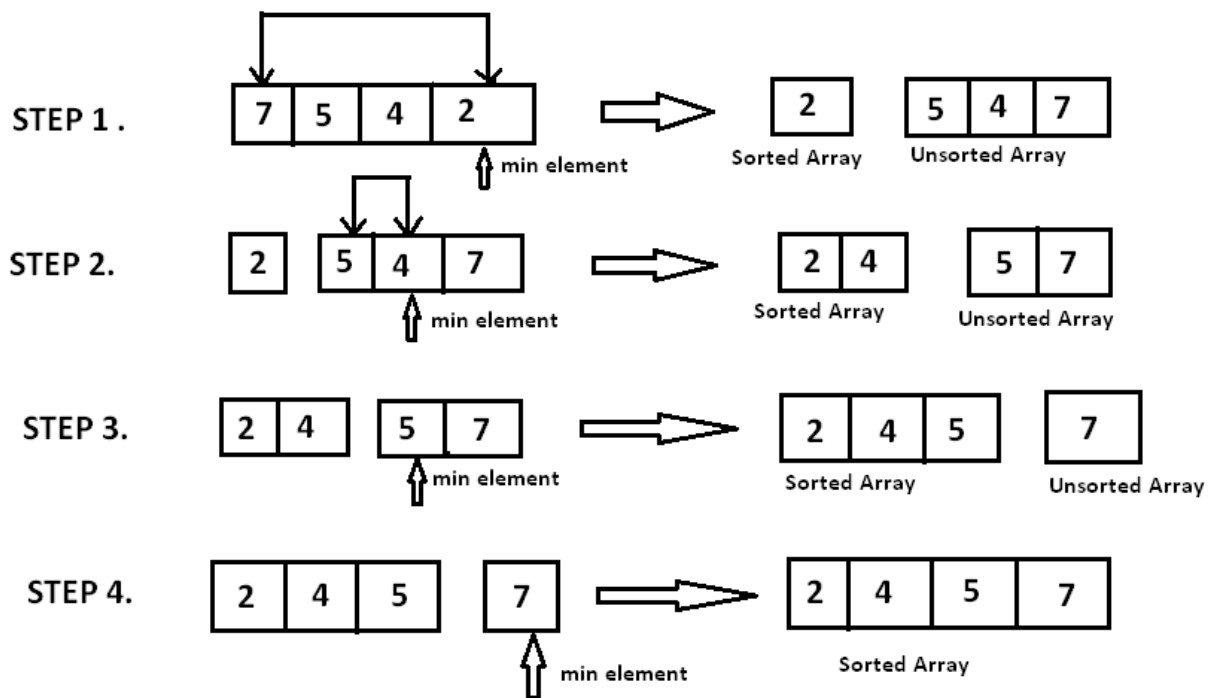 STEP 1 .
7 5 4 2
min element
2
Sorted Array
5 4 7
Unsorted Array
STEP 2.
2
5 4 7
min element
2 4
Sorted Array
5 7
Unsorted Array
STEP 3.
2 4
5 7
min element
2 4 5
Sorted Array
7
Unsorted Array
STEP 4.
2 4 5
7
min element
2 4 5 7
Sorted Array